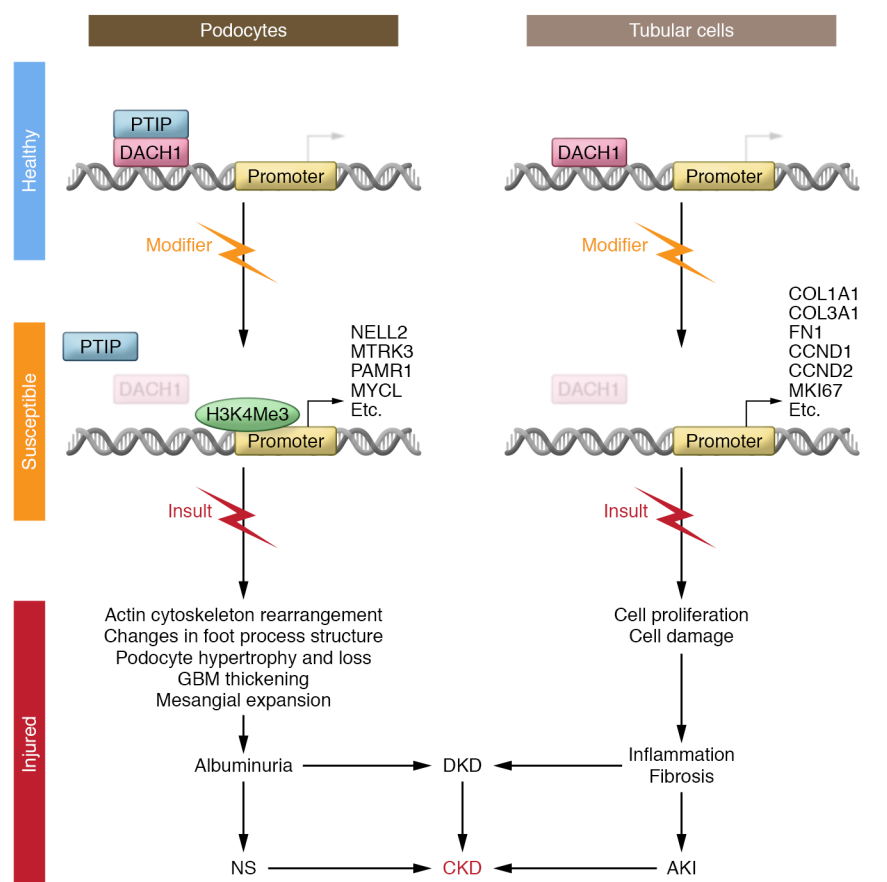 Podocytes
Tubular cells
Healthy
PTIP
DACH1
Promoter
Modifier
DACH1
Promoter
Modifier
Susceptible
PTIP
DACH1
H3K4Me3
Promoter
NELL2
MTRK3
PAMR1
MYCL
Etc.
Insult
DACH1
Promoter
COL1A1
COL3A1
FN1
CCND1
CCND2
MKI67
Etc.
Insult
Injured
Actin cytoskeleton rearrangement
Changes in foot process structure
Podocyte hypertrophy and loss
GBM thickening
Mesangial expansion
Cell proliferation
Cell damage
Albuminuria
DKD
Inflammation
Fibrosis
NS
CKD
AKI